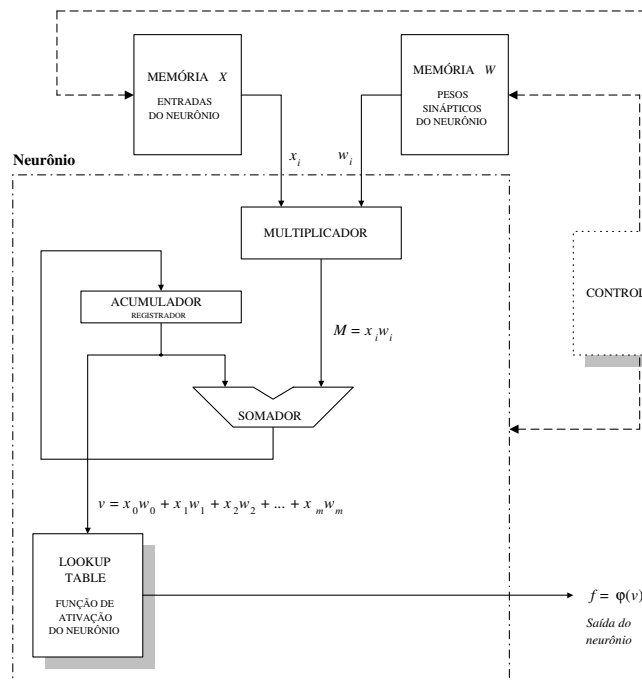 MEMÓRIA X
ENTRADAS
DO NEURÔNIO
MEMÓRIA W
PESOS
SINÁPTICOS
DO NEURÔNIO
Neurônio
x_i
w_i
MULTIPLICADOR
CONTROL
ACUMULADOR
REGISTRADOR
M = x_i w_i
SOMADOR
v = x_0 w_0 + x_1 w_1 + x_2 w_2 + ... + x_m w_m
LOOKUP
TABLE
FUNÇÃO DE
ATIVAÇÃO
DO NEURÔNIO
f = φ(v)
Saída do
neurônio